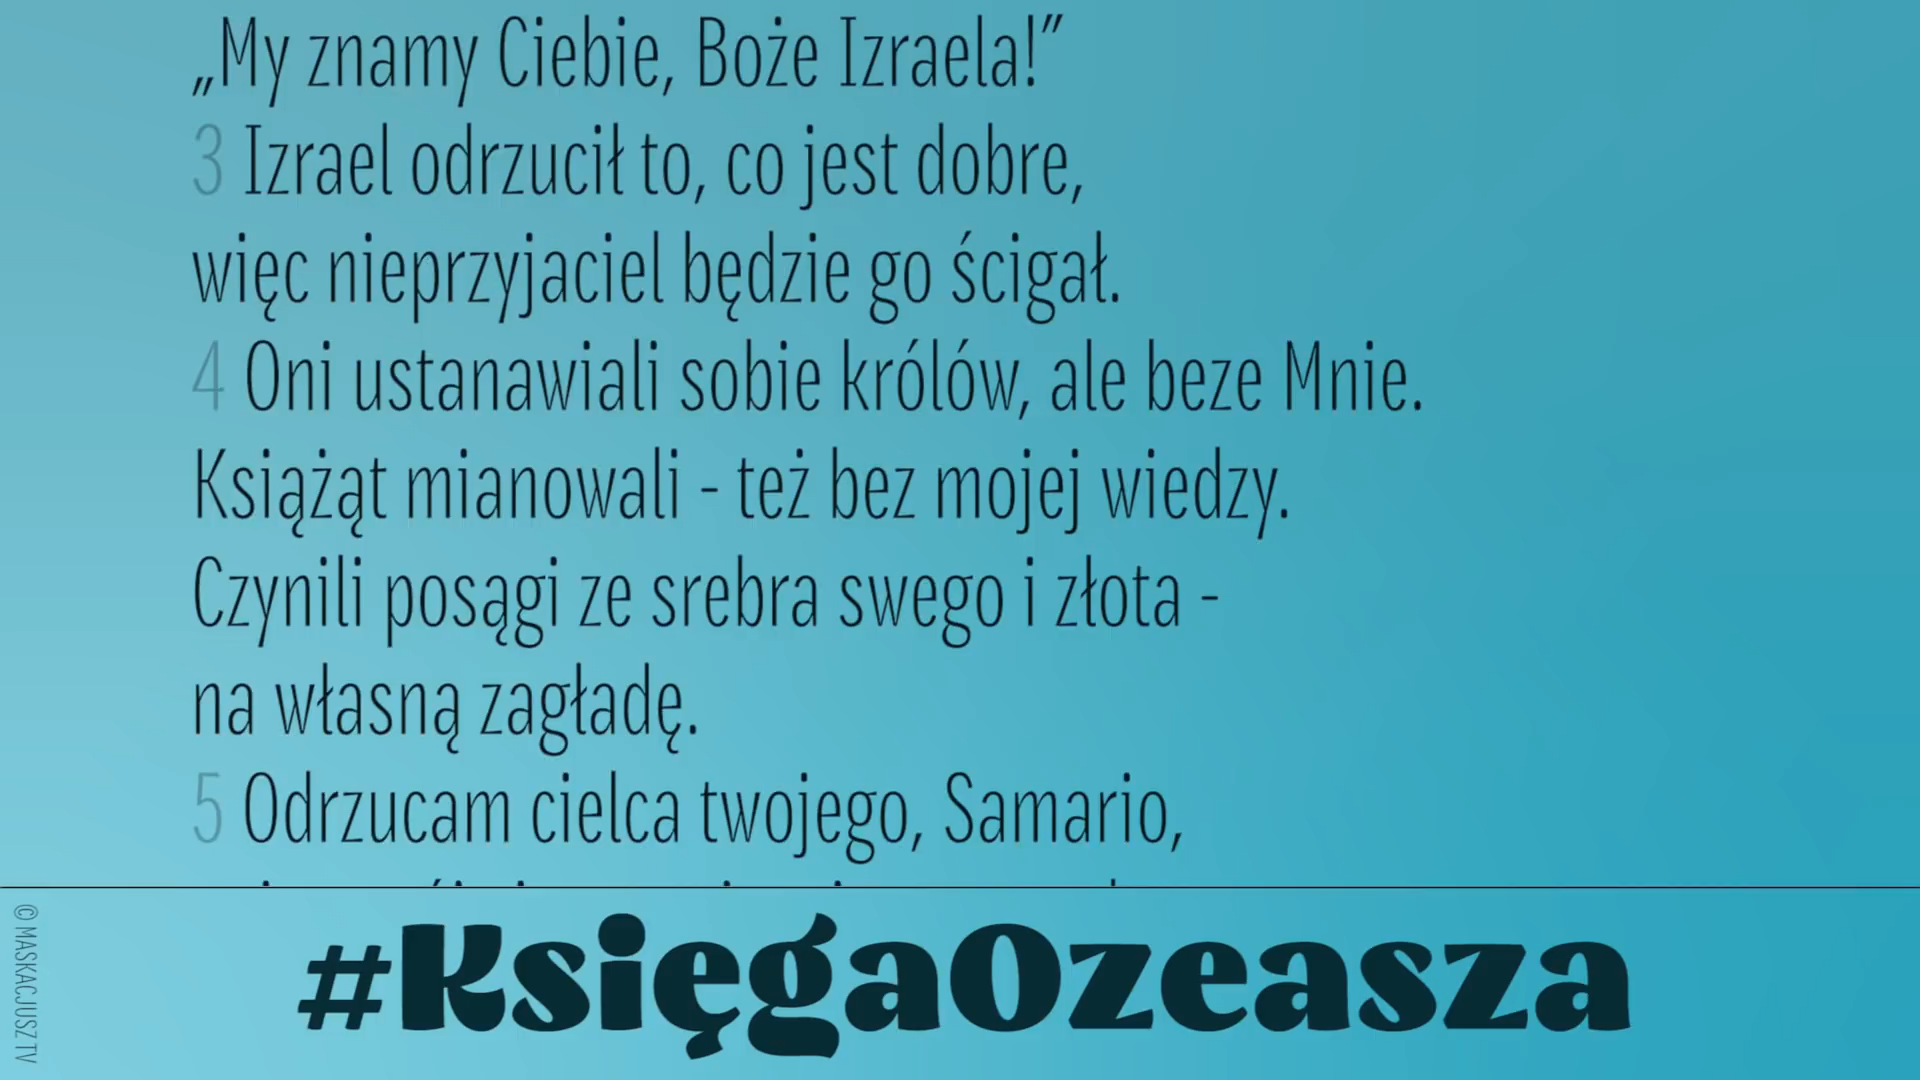 „My znamy Ciebie, Boże Izraela!”
3 Izrael odrzucił to, co jest dobre,
więc nieprzyjaciel będzie go ścigał.
4 Oni ustanawiali sobie królów, ale beze Mnie.
Książąt mianowali - też bez mojej wiedzy.
Czynili posągi ze srebra swego i złota -
na własną zagładę.
5 Odrzucam cielca twojego, Samario,
#KsięgaOzeasza
© MASKACJUSZ TV